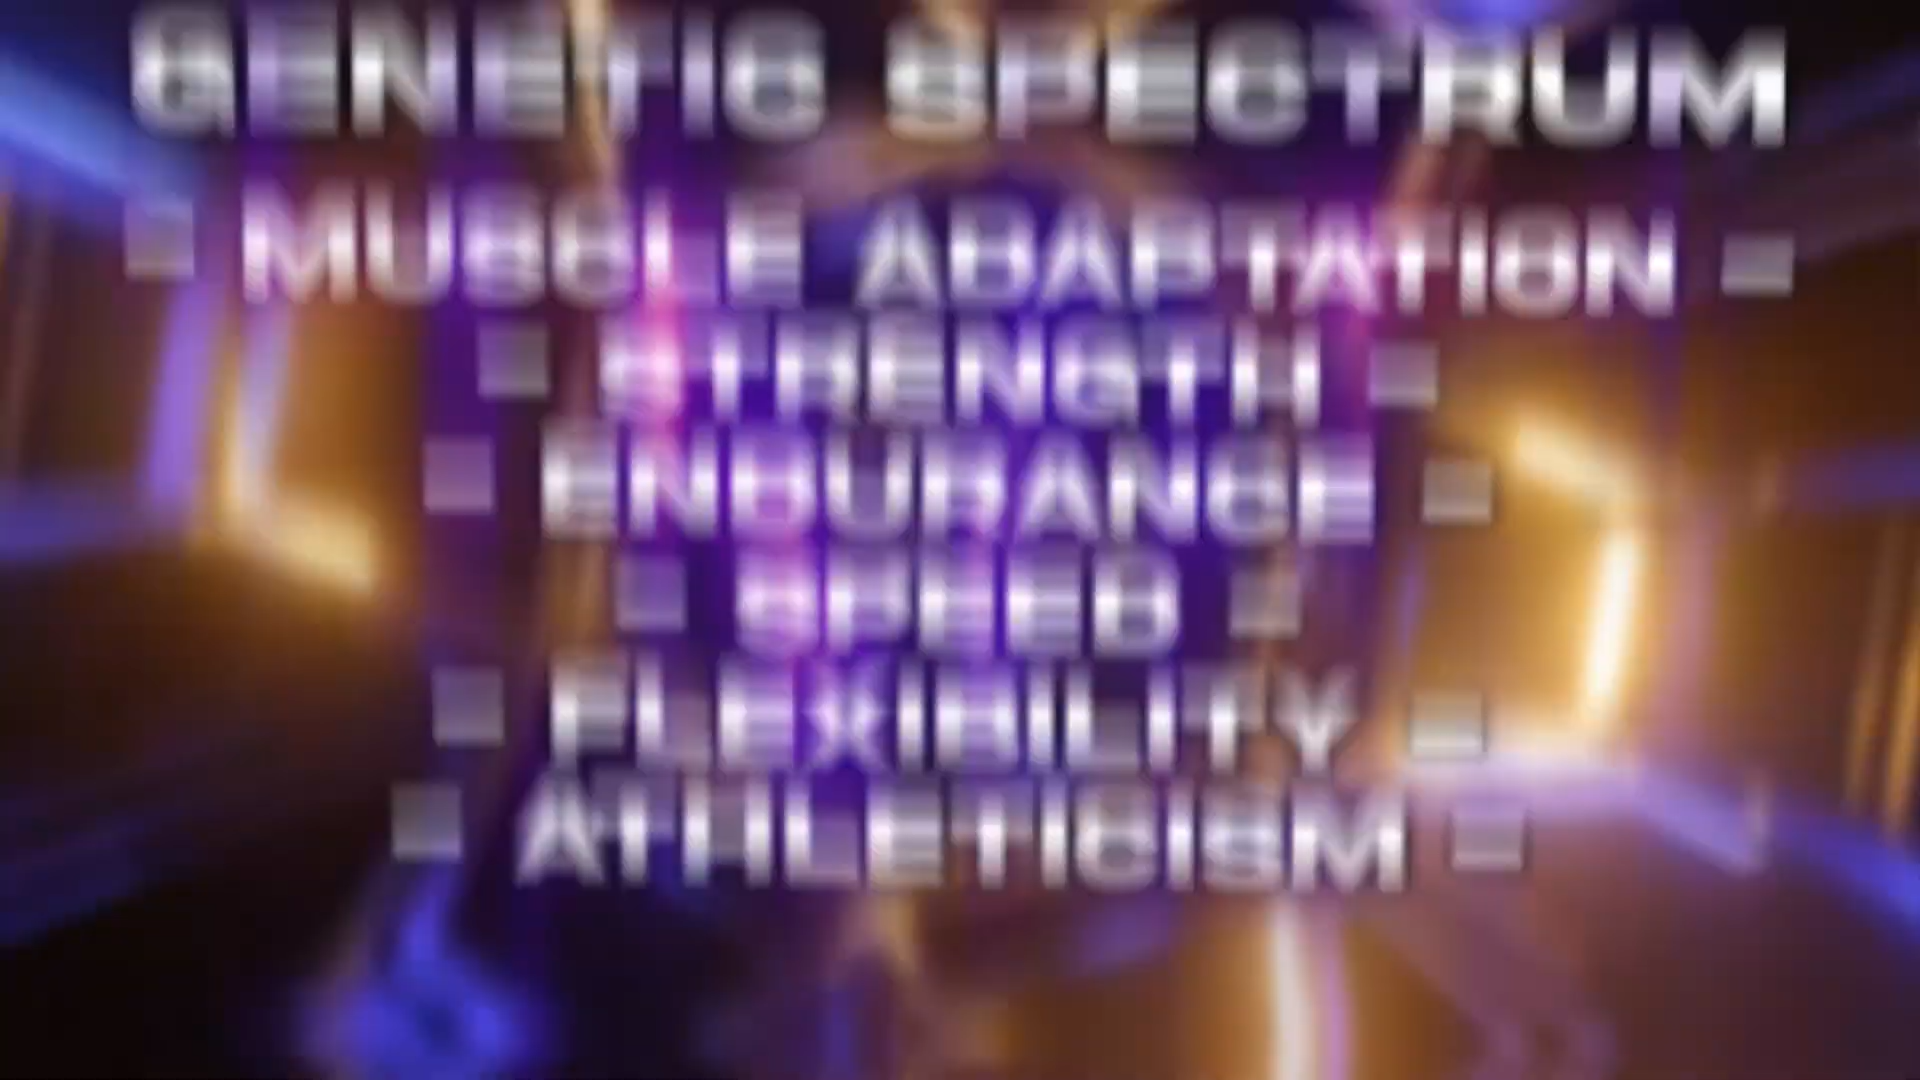 GENETIC SPECTRUM
- MUSCLE ADAPTATION -
- STRENGTH -
- ENDURANCE -
- SPEED -
- FLEXIBILITY -
- ATHLETICISM -